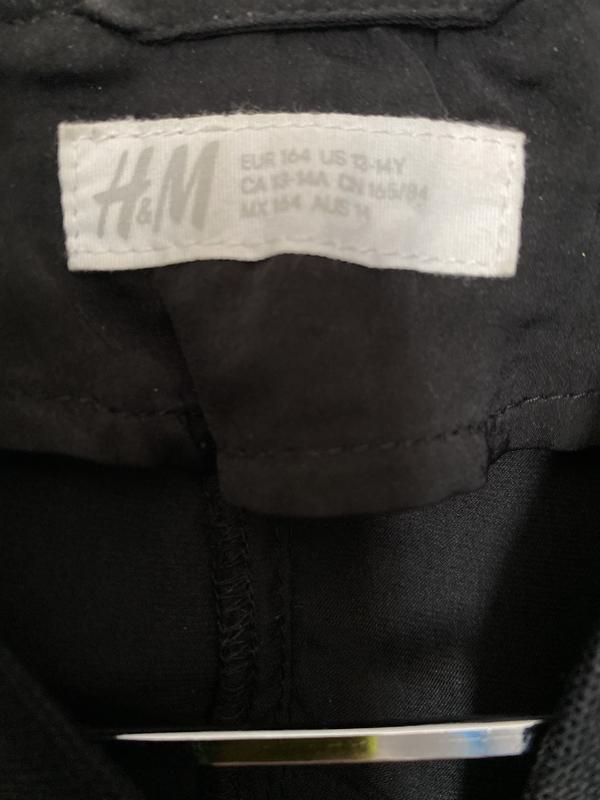 H&M
EUR 164 US 13-14Y
CA 13-14A CN 165/84
MX 164 AUS 14